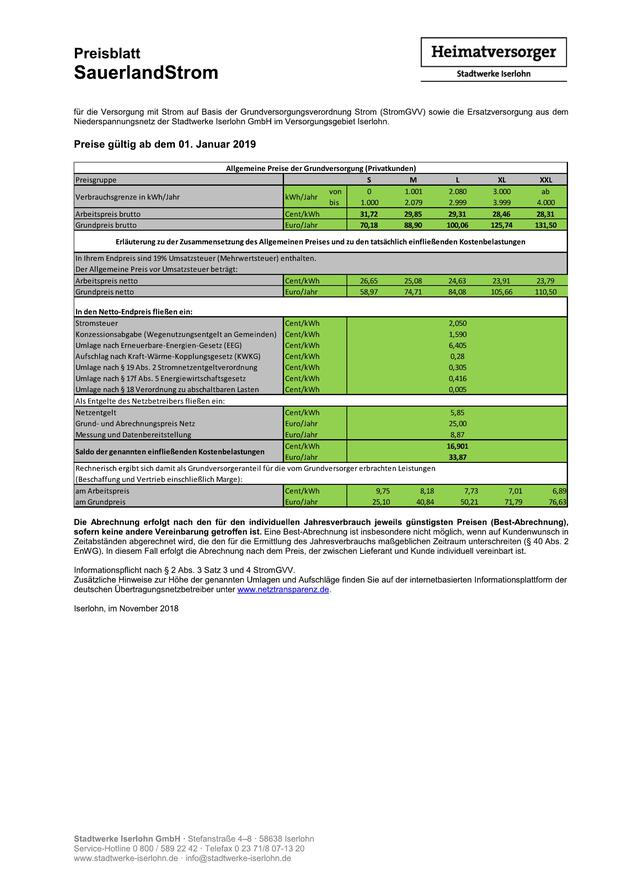 Preisblatt
SauerlandStrom
Heimatversorger
Stadtwerke Iserlohn
für die Versorgung mit Strom auf Basis der Grundversorgungsverordnung Strom (StromGVV) sowie die Ersatzversorgung aus dem
Niederspannungsnetz der Stadtwerke Iserlohn GmbH im Versorgungsgebiet Iserlohn.
Preise gültig ab dem 01. Januar 2019
Allgemeine Preise der Grundversorgung (Privatkunden)
Preisgruppe S M L XL XXL
Verbrauchsgrenze in kWh/Jahr kWh/Jahr von 0 1.001 2.080 3.000 ab
bis 1.000 2.079 2.999 3.999 4.000
Arbeitspreis brutto Cent/kWh 31,72 29,85 29,31 28,46 28,31
Grundpreis brutto Euro/Jahr 70,18 88,90 100,06 125,74 131,50
Erläuterung zu der Zusammensetzung des Allgemeinen Preises und zu den tatsächlich einfließenden Kostenbelastungen
In Ihrem Endpreis sind 19% Umsatzsteuer (Mehrwertsteuer) enthalten.
Der Allgemeine Preis vor Umsatzsteuer beträgt:
Arbeitspreis netto Cent/kWh 26,65 25,08 24,63 23,91 23,79
Grundpreis netto Euro/Jahr 58,97 74,71 84,08 105,66 110,50
In den Netto-Endpreis fließen ein:
Stromsteuer Cent/kWh 2,050
Konzessionsabgabe (Wegenutzungsentgelt an Gemeinden) Cent/kWh 1,590
Umlage nach Erneuerbare-Energien-Gesetz (EEG) Cent/kWh 6,405
Aufschlag nach Kraft-Wärme-Kopplungsgesetz (KWKG) Cent/kWh 0,28
Umlage nach § 19 Abs. 2 Stromnetzentgeltverordnung Cent/kWh 0,305
Umlage nach § 17f Abs. 5 Energiewirtschaftsgesetz Cent/kWh 0,416
Umlage nach § 18 Verordnung zu abschaltbaren Lasten Cent/kWh 0,005
Als Entgelte des Netzbetreibers fließen ein:
Netzentgelt Cent/kWh 5,85
Grund- und Abrechnungspreis Netz Euro/Jahr 25,00
Messung und Datenbereitstellung Euro/Jahr 8,87
Saldo der genannten einfließenden Kostenbelastungen Cent/kWh 16,901
Euro/Jahr 33,87
Rechnerisch ergibt sich damit als Grundversorgeranteil für die vom Grundversorger erbrachten Leistungen
(Beschaffung und Vertrieb einschließlich Marge):
am Arbeitspreis Cent/kWh 9,75 8,18 7,73 7,01 6,89
am Grundpreis Euro/Jahr 25,10 40,84 50,21 71,79 76,63
Die Abrechnung erfolgt nach den für den individuellen Jahresverbrauch jeweils günstigsten Preisen (Best-Abrechnung),
sofern keine andere Vereinbarung getroffen ist. Eine Best-Abrechnung ist insbesondere nicht möglich, wenn auf Kundenwunsch in
Zeitabständen abgerechnet wird, die den für die Ermittlung des Jahresverbrauchs maßgeblichen Zeitraum unterschreiten (§ 40 Abs. 2
EnWG). In diesem Fall erfolgt die Abrechnung nach dem Preis, der zwischen Lieferant und Kunde individuell vereinbart ist.
Informationspflicht nach § 2 Abs. 3 Satz 3 und 4 StromGVV.
Zusätzliche Hinweise zur Höhe der genannten Umlagen und Aufschläge finden Sie auf der internetbasierten Informationsplattform der
deutschen Übertragungsnetzbetreiber unter www.netztransparenz.de.
Iserlohn, im November 2018
Stadtwerke Iserlohn GmbH · Stefanstraße 4–8 · 58638 Iserlohn
Service-Hotline 0 800 / 589 22 42 · Telefax 0 23 71/8 07-13 20
www.stadtwerke-iserlohn.de · info@stadtwerke-iserlohn.de